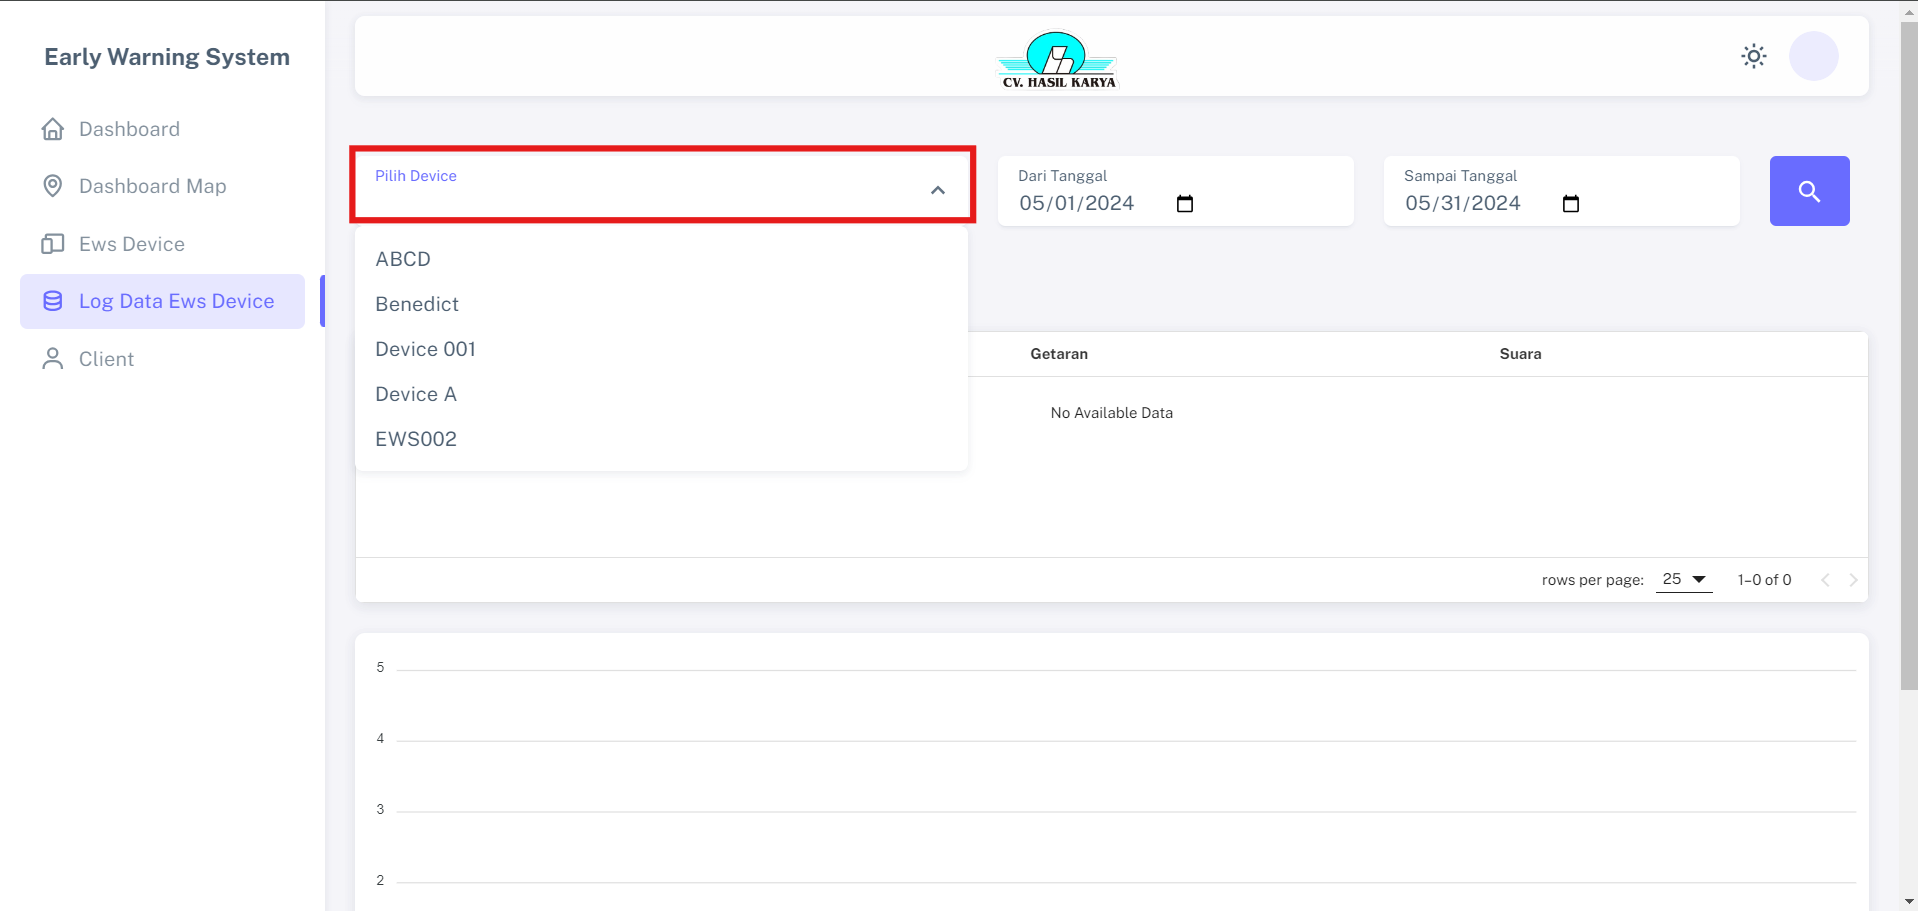 Early Warning System
Dashboard
Dashboard Map
Ews Device
Log Data Ews Device
Client
CV. HASIL KARYA
Pilih Device
Dari Tanggal
05/01/2024
Sampai Tanggal
05/31/2024
ABCD
Benedict
Device 001
Device A
EWS002
Getaran
Suara
No Available Data
rows per page: 25 1-0 of 0
5
4
3
2